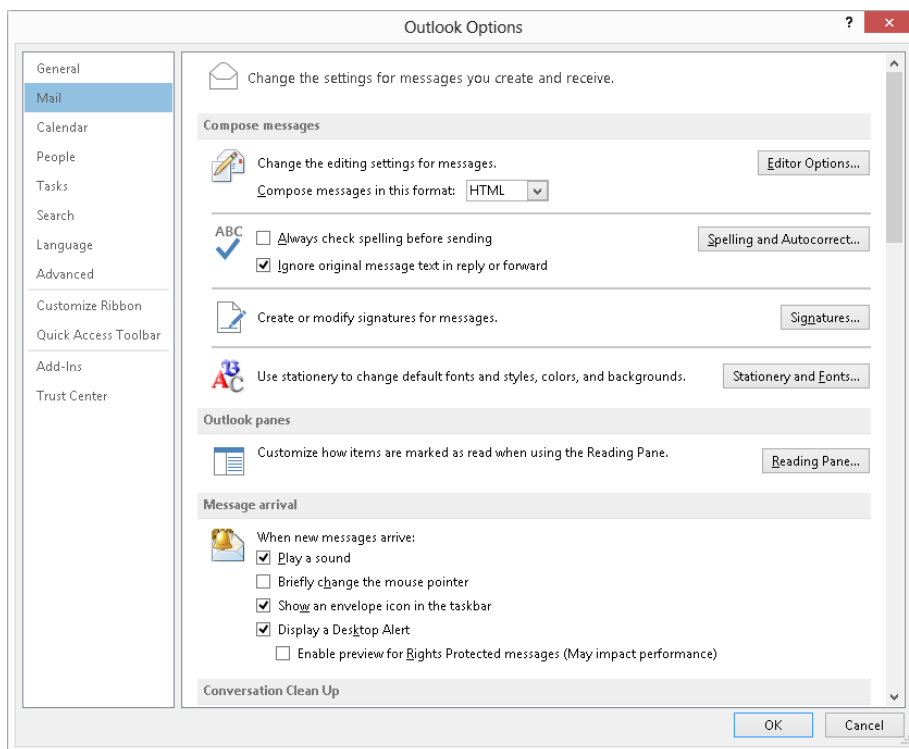 Outlook Options
?
General
Mail
Calendar
People
Tasks
Search
Language
Advanced
Customize Ribbon
Quick Access Toolbar
Add-Ins
Trust Center
Change the settings for messages you create and receive.
Compose messages
Change the editing settings for messages.
Editor Options...
Compose messages in this format: HTML
ABC
Always check spelling before sending
Spelling and Autocorrect...
Ignore original message text in reply or forward
Create or modify signatures for messages.
Signatures...
Use stationery to change default fonts and styles, colors, and backgrounds.
Stationery and Fonts...
Outlook panes
Customize how items are marked as read when using the Reading Pane.
Reading Pane...
Message arrival
When new messages arrive:
Play a sound
Briefly change the mouse pointer
Show an envelope icon in the taskbar
Display a Desktop Alert
Enable preview for Rights Protected messages (May impact performance)
Conversation Clean Up
OK
Cancel